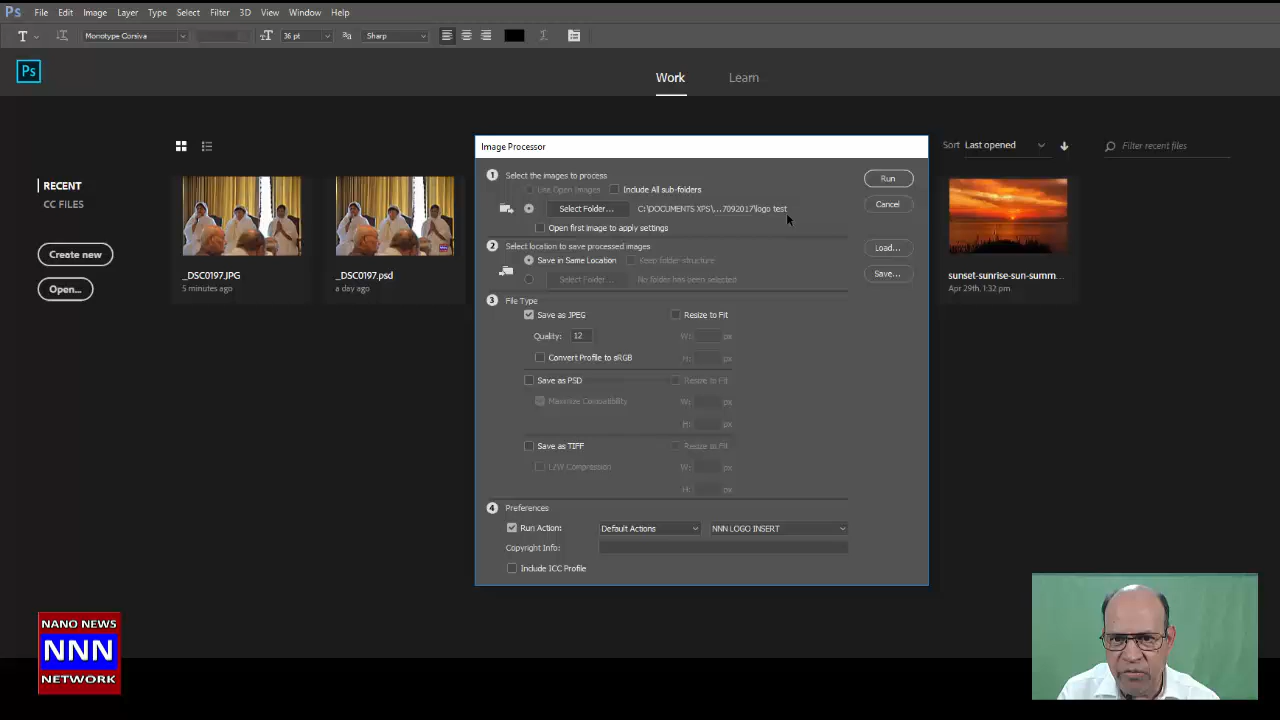 Ps File Edit Image Layer Type Select Filter 3D View Window Help
T Monotype Corsiva 36 pt Sharp
Ps Work Learn
Sort Last opened Filter recent files
RECENT
CC FILES
Create new
Open...
_DSC0197.JPG
5 minutes ago
_DSC0197.psd
a day ago
sunset-sunrise-sun-summ...
Apr 29th, 1:32 pm.
Image Processor
1 Select the images to process
Use Open Images Include All sub-folders
Select Folder... C:\DOCUMENTS XPS\...7092017\logo test
Open first image to apply settings
2 Select location to save processed images
Save in Same Location Keep folder structure
Select Folder... No folder has been selected
3 File Type
Save as JPEG Resize to Fit
Quality: 12 W: px
Convert Profile to sRGB H: px
Save as PSD Resize to Fit
Maximize Compatibility W: px
H: px
Save as TIFF Resize to Fit
LZW Compression W: px
H: px
4 Preferences
Run Action: Default Actions NNN LOGO INSERT
Copyright Info:
Include ICC Profile
Run
Cancel
Load...
Save...
NANO NEWS
NNN
NETWORK